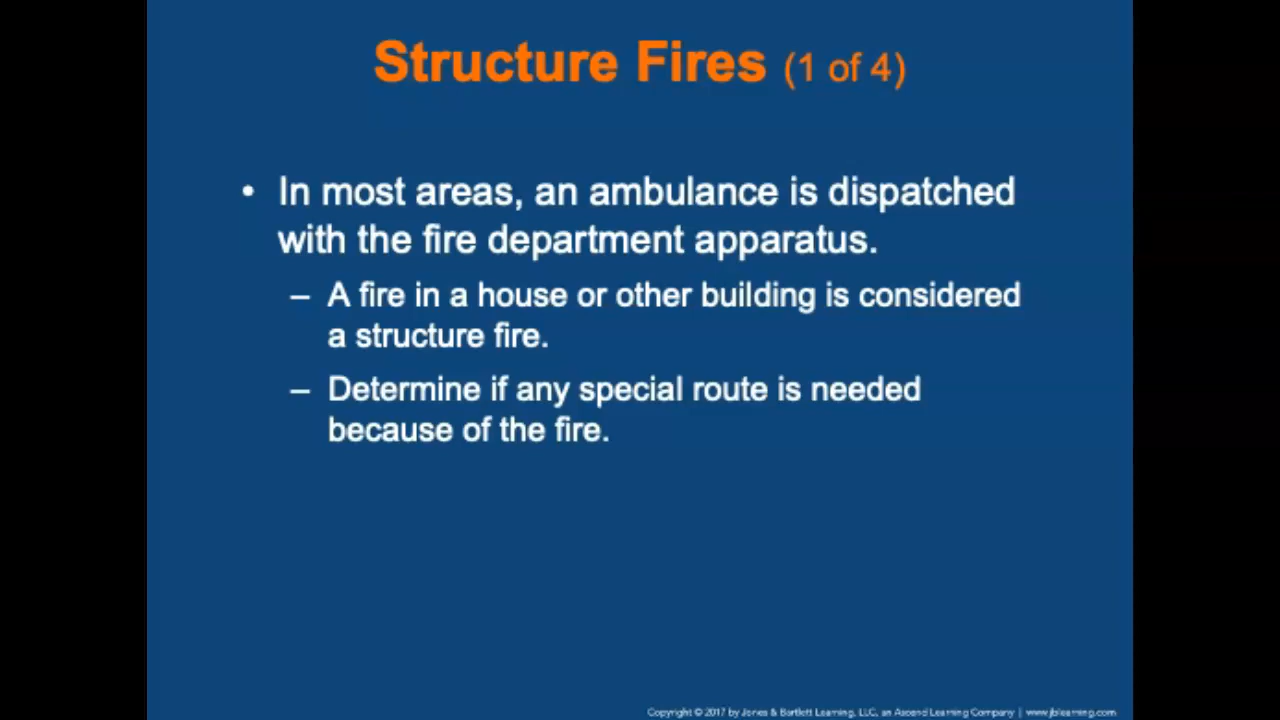 Structure Fires (1 of 4)
• In most areas, an ambulance is dispatched
with the fire department apparatus.
– A fire in a house or other building is considered
a structure fire.
– Determine if any special route is needed
because of the fire.
Copyright © 2017 by Jones & Bartlett Learning, LLC, an Ascend Learning Company | www.jblearning.com